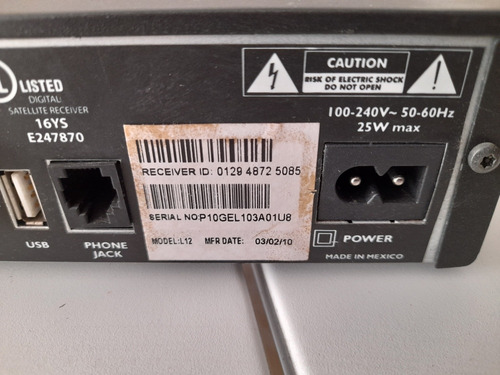 L LISTED
DIGITAL
SATELLITE RECEIVER
16YS
E247870
CAUTION
RISK OF ELECTRIC SHOCK
DO NOT OPEN
100-240V~ 50-60Hz
25W max
RECEIVER ID: 0129 4872 5085
SERIAL NO:P10GEL103A01U8
MODEL:L12 MFR DATE: 03/02/10
USB
PHONE
JACK
POWER
MADE IN MEXICO